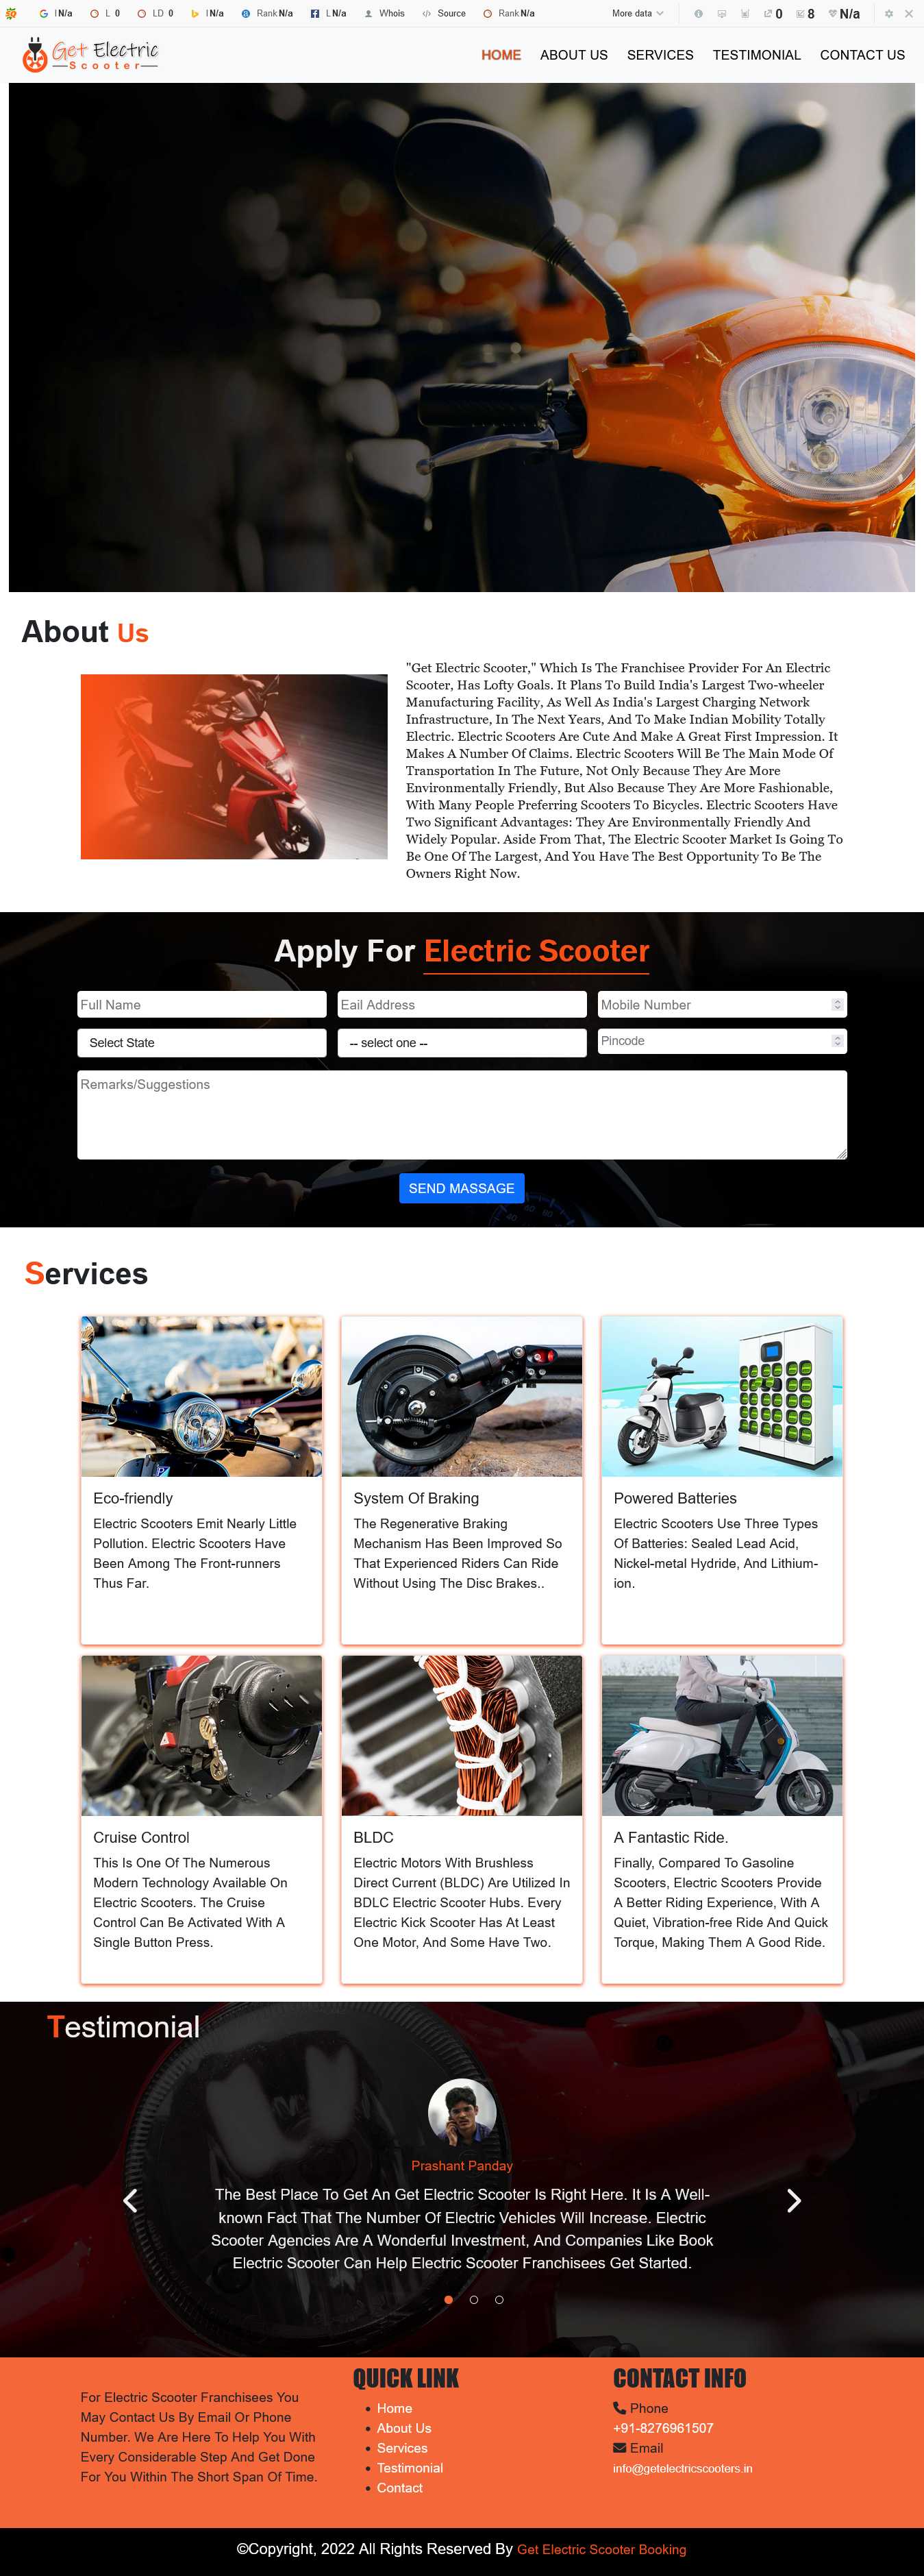 I N/a L 0 LD 0 I N/a Rank N/a L N/a Whois Source Rank N/a More data 0 8 N/a
Get Electric
Scooter
HOME ABOUT US SERVICES TESTIMONIAL CONTACT US
About Us
"Get Electric Scooter," Which Is The Franchisee Provider For An Electric
Scooter, Has Lofty Goals. It Plans To Build India's Largest Two-wheeler
Manufacturing Facility, As Well As India's Largest Charging Network
Infrastructure, In The Next Years, And To Make Indian Mobility Totally
Electric. Electric Scooters Are Cute And Make A Great First Impression. It
Makes A Number Of Claims. Electric Scooters Will Be The Main Mode Of
Transportation In The Future, Not Only Because They Are More
Environmentally Friendly, But Also Because They Are More Fashionable,
With Many People Preferring Scooters To Bicycles. Electric Scooters Have
Two Significant Advantages: They Are Environmentally Friendly And
Widely Popular. Aside From That, The Electric Scooter Market Is Going To
Be One Of The Largest, And You Have The Best Opportunity To Be The
Owners Right Now.
Apply For Electric Scooter
Full Name Eail Address Mobile Number
Select State -- select one -- Pincode
Remarks/Suggestions
SEND MASSAGE
Services
Eco-friendly
Electric Scooters Emit Nearly Little
Pollution. Electric Scooters Have
Been Among The Front-runners
Thus Far.
System Of Braking
The Regenerative Braking
Mechanism Has Been Improved So
That Experienced Riders Can Ride
Without Using The Disc Brakes..
Powered Batteries
Electric Scooters Use Three Types
Of Batteries: Sealed Lead Acid,
Nickel-metal Hydride, And Lithium-
ion.
Cruise Control
This Is One Of The Numerous
Modern Technology Available On
Electric Scooters. The Cruise
Control Can Be Activated With A
Single Button Press.
BLDC
Electric Motors With Brushless
Direct Current (BLDC) Are Utilized In
BDLC Electric Scooter Hubs. Every
Electric Kick Scooter Has At Least
One Motor, And Some Have Two.
A Fantastic Ride.
Finally, Compared To Gasoline
Scooters, Electric Scooters Provide
A Better Riding Experience, With A
Quiet, Vibration-free Ride And Quick
Torque, Making Them A Good Ride.
Testimonial
Prashant Panday
The Best Place To Get An Get Electric Scooter Is Right Here. It Is A Well-
known Fact That The Number Of Electric Vehicles Will Increase. Electric
Scooter Agencies Are A Wonderful Investment, And Companies Like Book
Electric Scooter Can Help Electric Scooter Franchisees Get Started.
For Electric Scooter Franchisees You
May Contact Us By Email Or Phone
Number. We Are Here To Help You With
Every Considerable Step And Get Done
For You Within The Short Span Of Time.
QUICK LINK
Home
About Us
Services
Testimonial
Contact
CONTACT INFO
Phone
+91-8276961507
Email
info@getelectricscooters.in
©Copyright, 2022 All Rights Reserved By Get Electric Scooter Booking